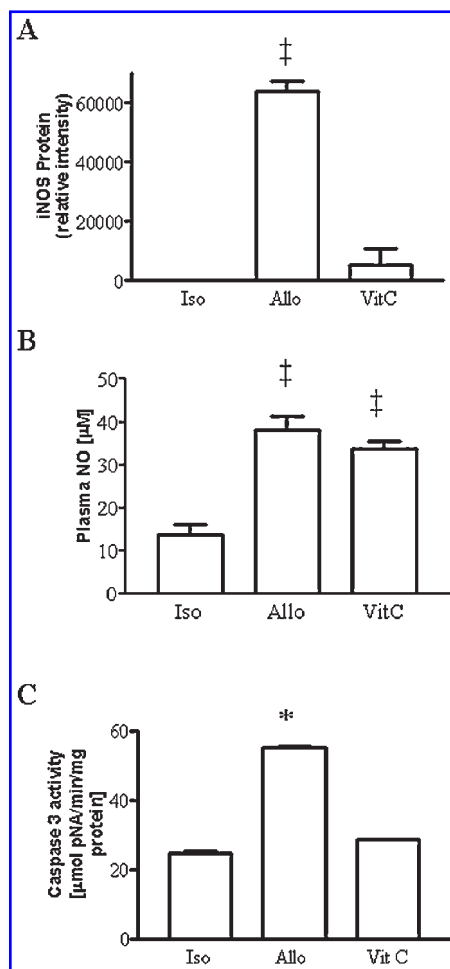 A
‡
iNOS Protein
(relative intensity)
60000
40000
20000
0
Iso Allo VitC
B
‡ ‡
Plasma NO [µM]
50
40
30
20
10
0
Iso Allo VitC
C
*
Caspase 3 activity
[µmol pNA/min/mg
protein]
60
40
20
0
Iso Allo Vit C